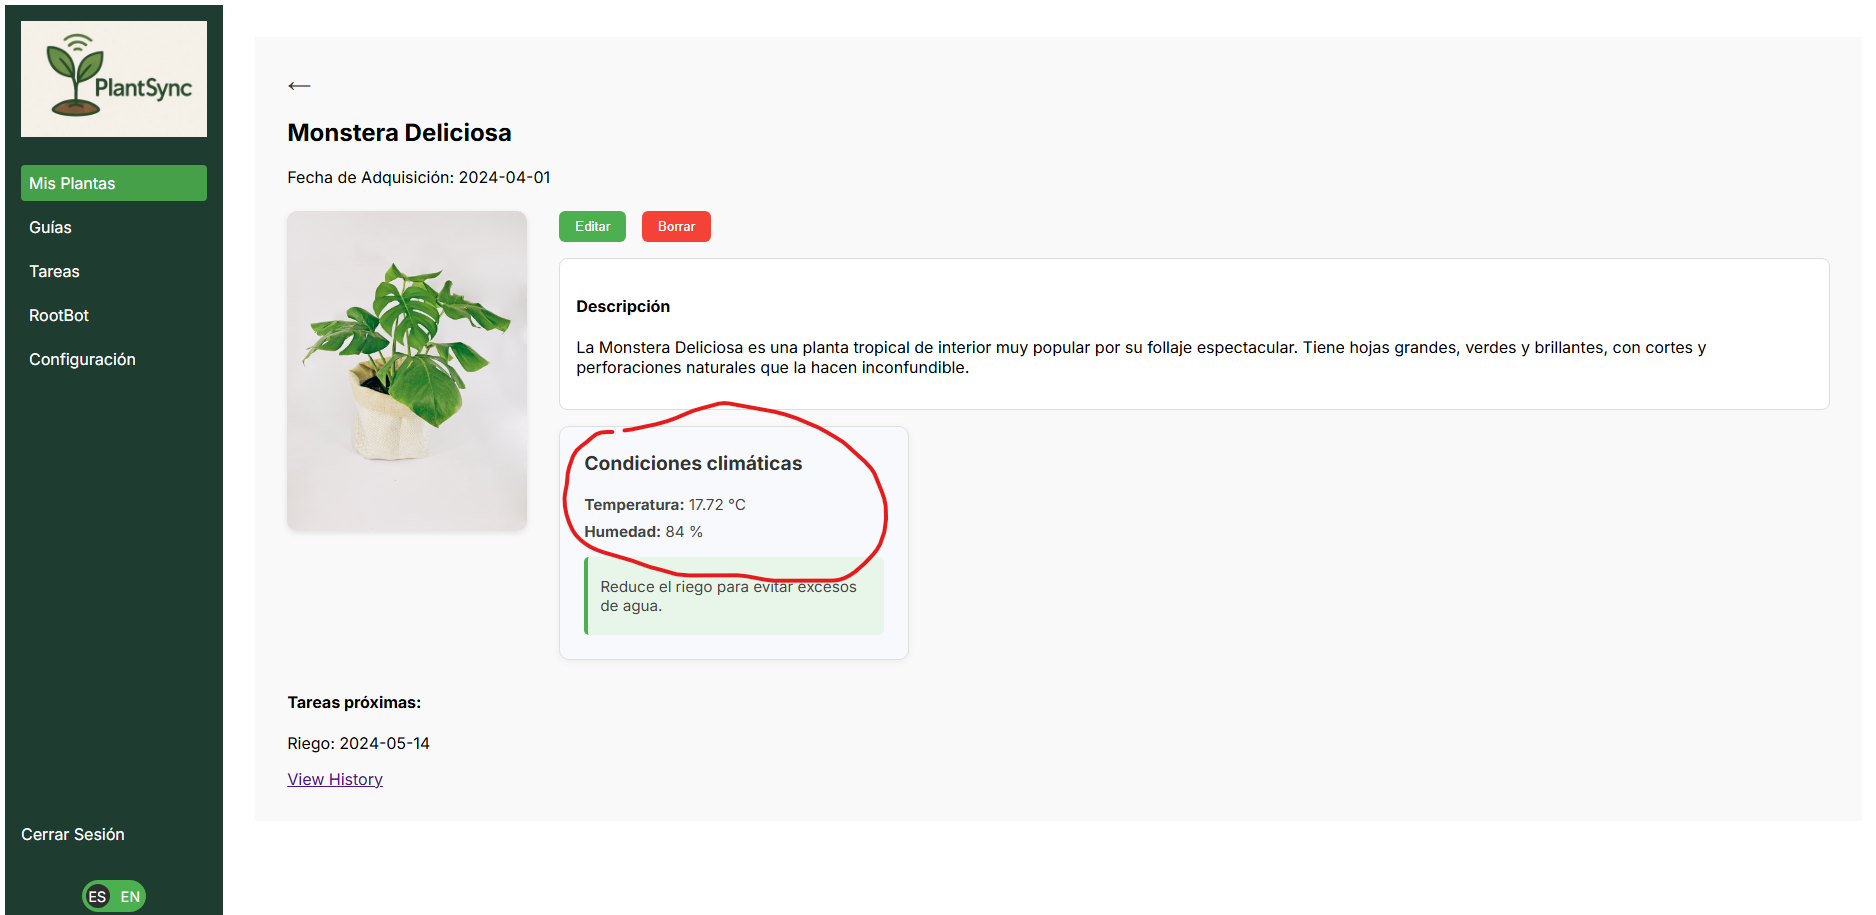 PlantSync
Mis Plantas
Guías
Tareas
RootBot
Configuración
Cerrar Sesión
ES EN
←
Monstera Deliciosa
Fecha de Adquisición: 2024-04-01
Editar Borrar
Descripción
La Monstera Deliciosa es una planta tropical de interior muy popular por su follaje espectacular. Tiene hojas grandes, verdes y brillantes, con cortes y
perforaciones naturales que la hacen inconfundible.
Condiciones climáticas
Temperatura: 17.72 °C
Humedad: 84 %
Reduce el riego para evitar excesos
de agua.
Tareas próximas:
Riego: 2024-05-14
View History